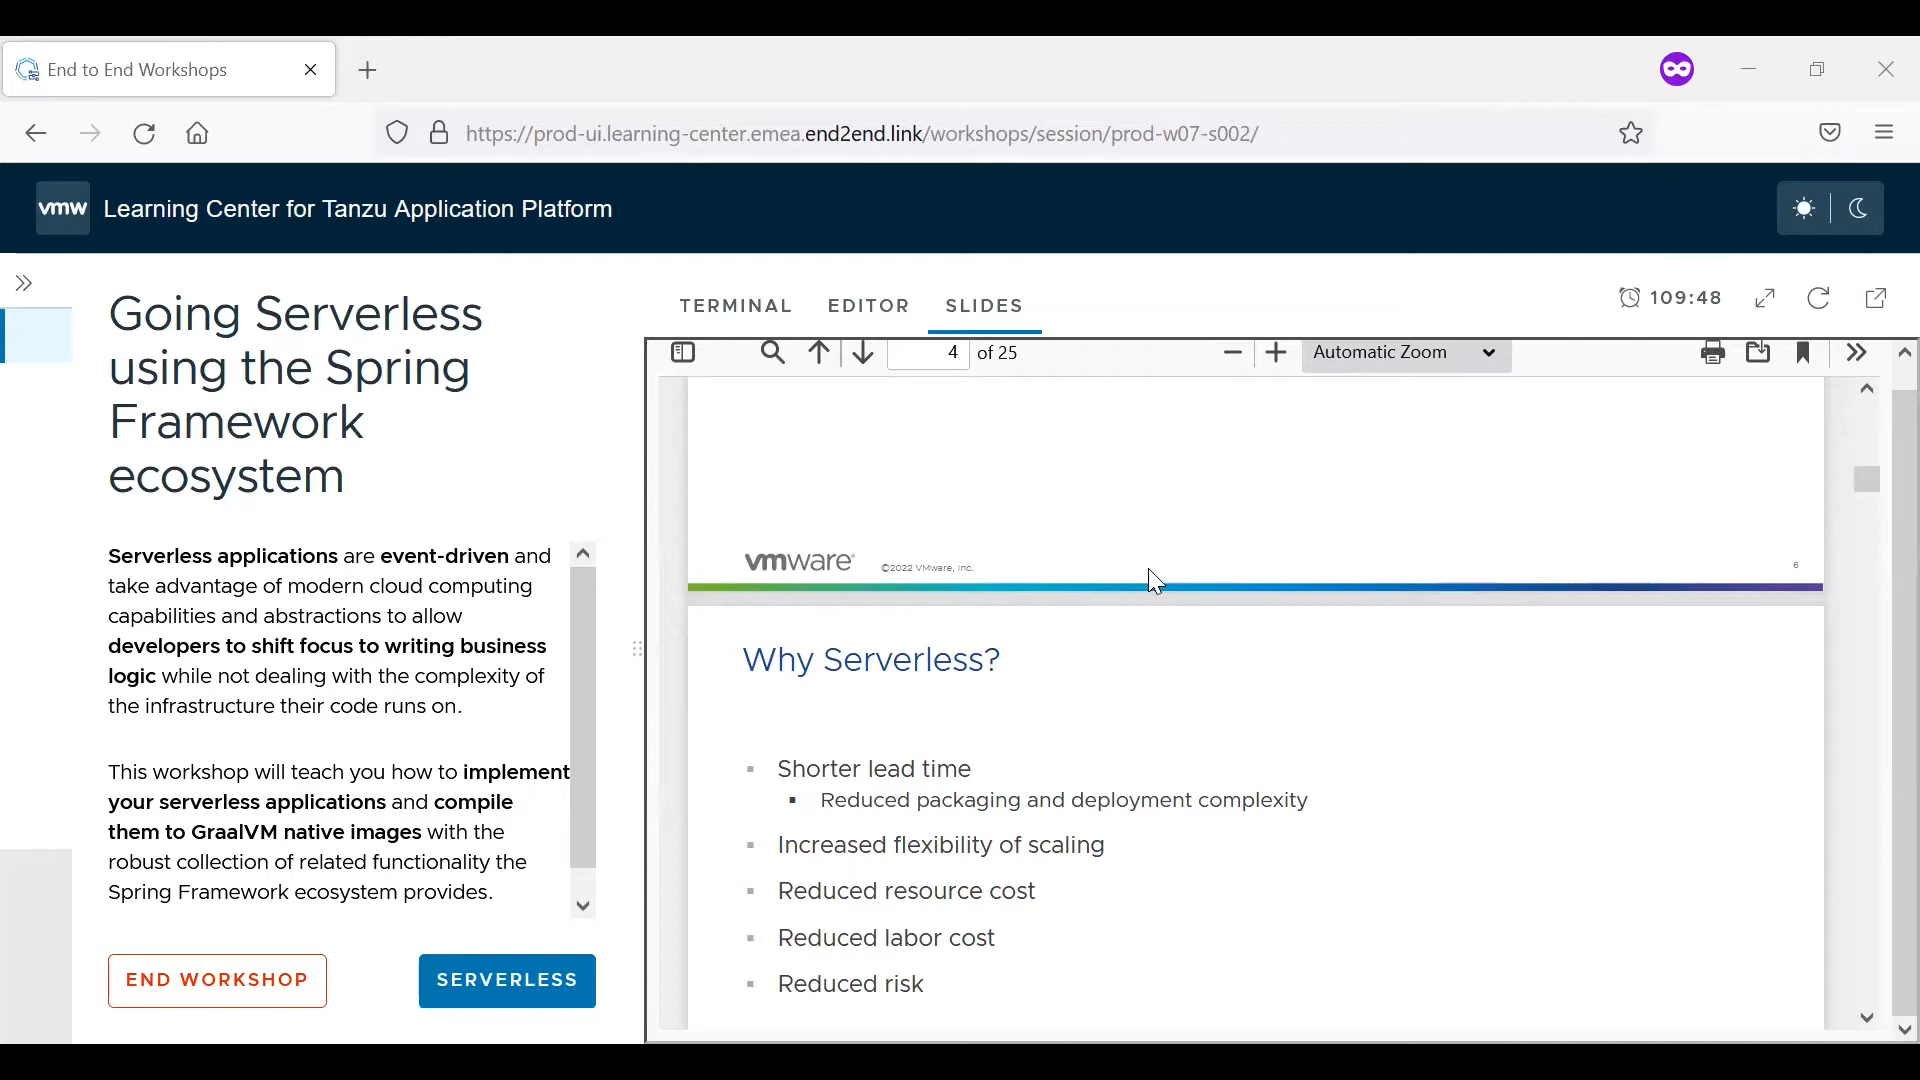 End to End Workshops
https://prod-ui.learning-center.emea.end2end.link/workshops/session/prod-w07-s002/
vmw Learning Center for Tanzu Application Platform
Going Serverless
using the Spring
Framework
ecosystem
Serverless applications are event-driven and
take advantage of modern cloud computing
capabilities and abstractions to allow
developers to shift focus to writing business
logic while not dealing with the complexity of
the infrastructure their code runs on.
This workshop will teach you how to implement
your serverless applications and compile
them to GraalVM native images with the
robust collection of related functionality the
Spring Framework ecosystem provides.
END WORKSHOP SERVERLESS
TERMINAL EDITOR SLIDES 109:48
4 of 25 Automatic Zoom
vmware ©2022 VMware, Inc. 6
Why Serverless?
▪ Shorter lead time
▪ Reduced packaging and deployment complexity
▪ Increased flexibility of scaling
▪ Reduced resource cost
▪ Reduced labor cost
▪ Reduced risk